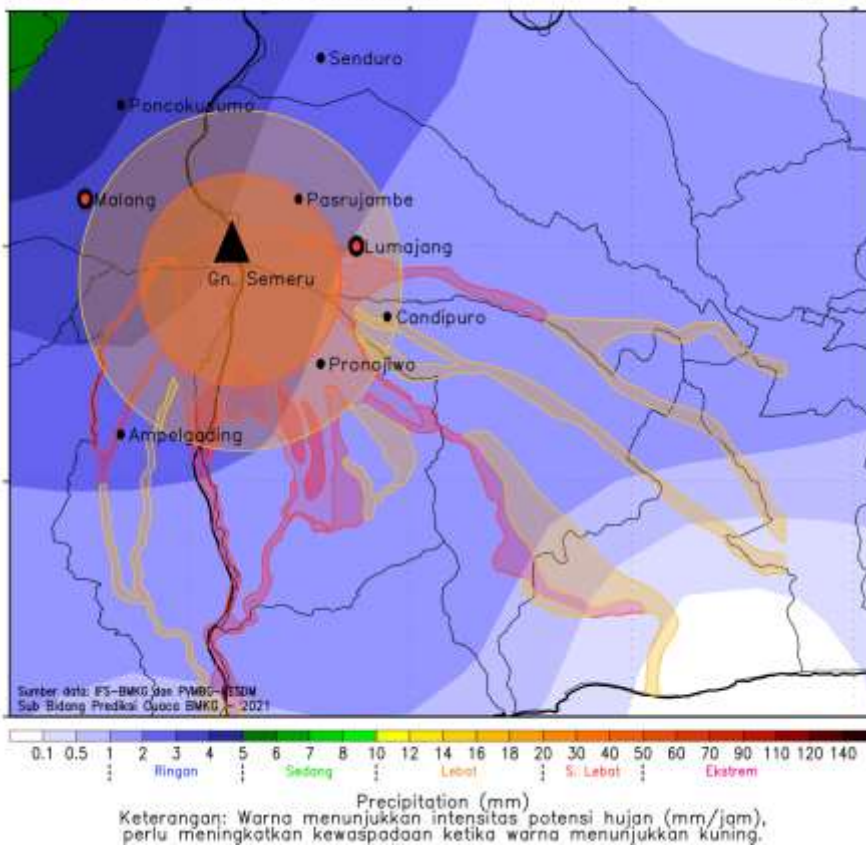 Senduro
Poncokusumo
Malang
Pasrujambe
Lumajang
Gn. Semeru
Candipuro
Pronojiwo
Ampelgading
Sumber data: IFS-BMKG dan PVMBG-KESDM
Sub Bidang Prediksi Cuaca BMKG - 2021
0.1 0.5 1 2 3 4 5 6 7 8 10 12 14 16 18 20 30 40 50 60 70 90 110 120 140
Ringan Sedang Lebat S. Lebat Ekstrem
Precipitation (mm)
Keterangan: Warna menunjukkan intensitas potensi hujan (mm/jam),
perlu meningkatkan kewaspadaan ketika warna menunjukkan kuning.